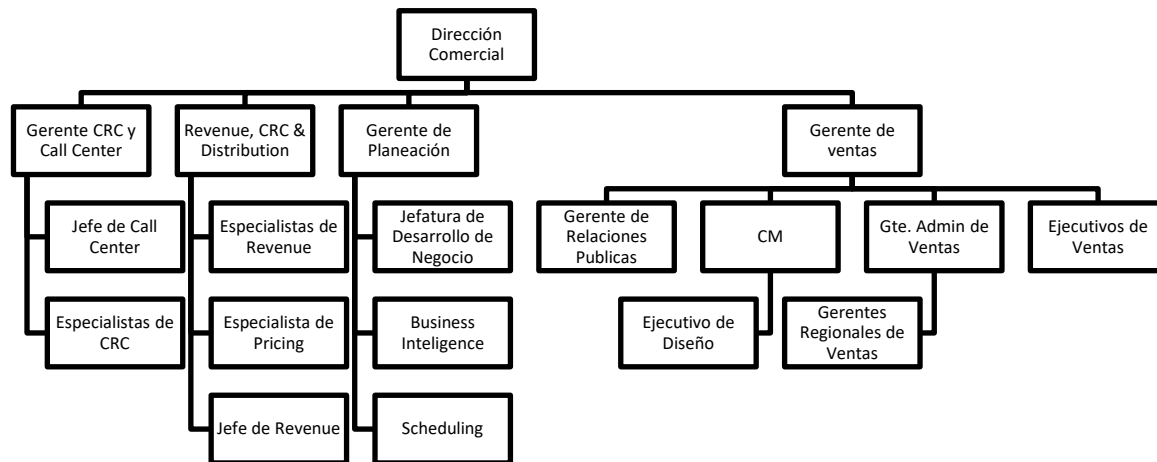 Dirección
Comercial
Gerente CRC y
Call Center
Revenue, CRC &
Distribution
Gerente de
Planeación
Gerente de
ventas
Jefe de Call
Center
Especialistas de
Revenue
Jefatura de
Desarrollo de
Negocio
Gerente de
Relaciones
Publicas
CM
Gte. Admin de
Ventas
Ejecutivos de
Ventas
Especialistas de
CRC
Especialista de
Pricing
Business
Inteligence
Ejecutivo de
Diseño
Gerentes
Regionales de
Ventas
Jefe de Revenue
Scheduling